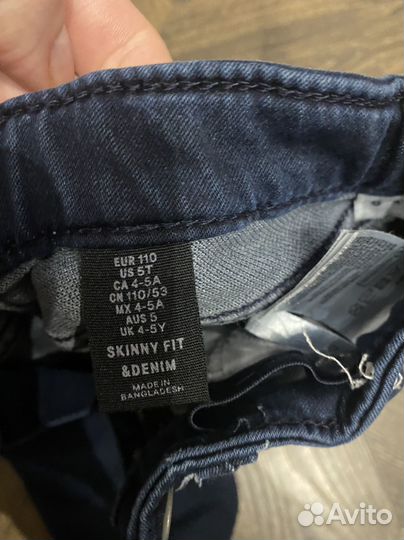 EUR 110
US 5T
CA 4-5A
CN 110/53
MX 4-5A
AUS 5
UK 4-5Y
SKINNY FIT
&DENIM
MADE IN
BANGLADESH
Avito